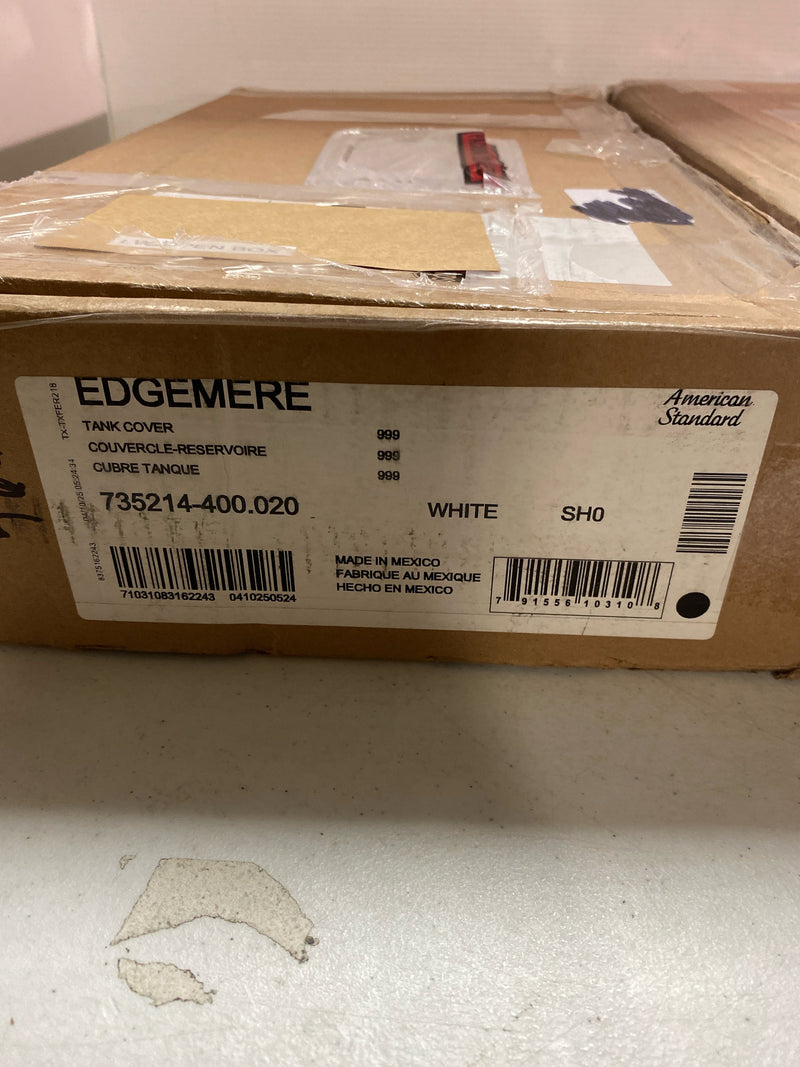 EDGEMERE
American
Standard
TANK COVER 999
COUVERCLE-RESERVOIRE 999
CUBRE TANQUE 999
735214-400.020 WHITE SH0
MADE IN MEXICO
FABRIQUE AU MEXIQUE
HECHO EN MEXICO
71031083162243 0410250524
7 91556 10310 8